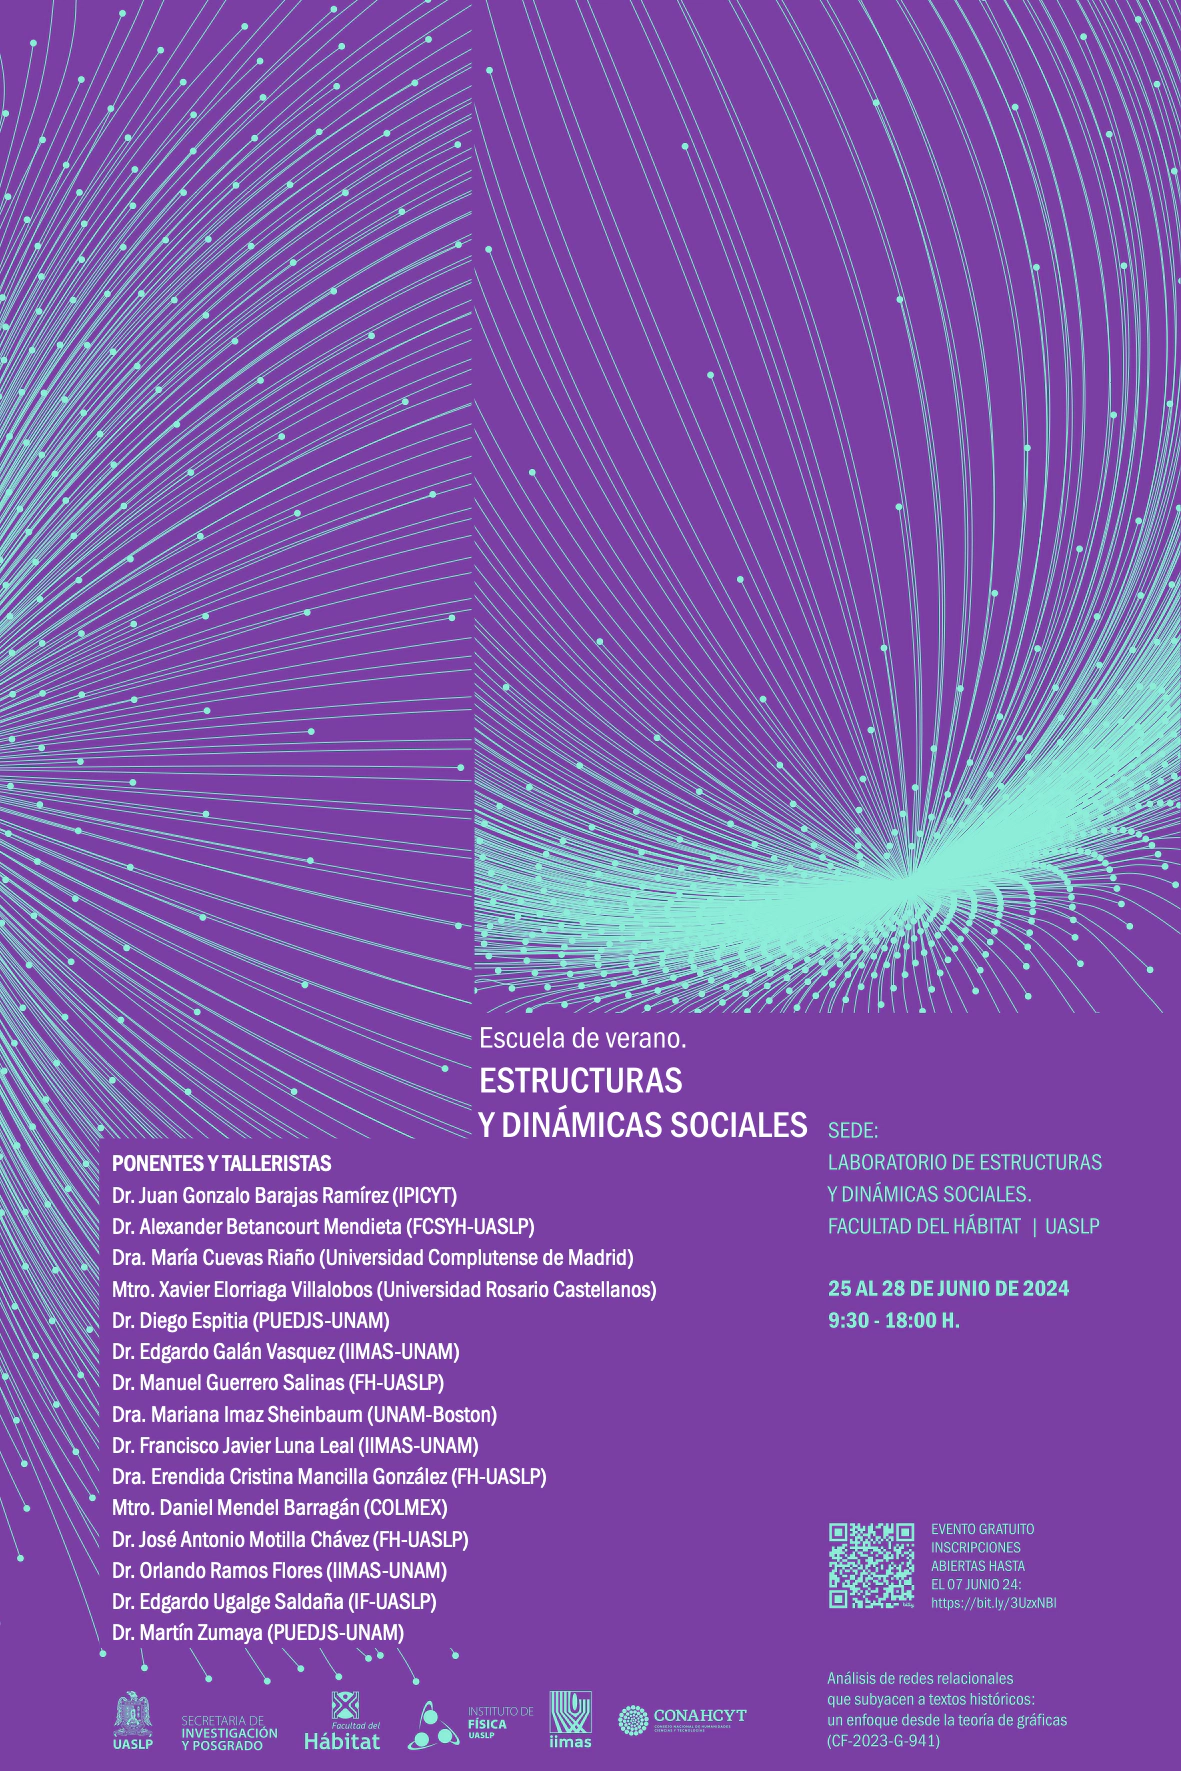 Escuela de verano.
ESTRUCTURAS
Y DINÁMICAS SOCIALES
SEDE:
LABORATORIO DE ESTRUCTURAS
Y DINÁMICAS SOCIALES.
FACULTAD DEL HÁBITAT | UASLP
25 AL 28 DE JUNIO DE 2024
9:30 - 18:00 H.
PONENTES Y TALLERISTAS
Dr. Juan Gonzalo Barajas Ramírez (IPICYT)
Dr. Alexander Betancourt Mendieta (FCSYH-UASLP)
Dra. María Cuevas Riaño (Universidad Complutense de Madrid)
Mtro. Xavier Elorriaga Villalobos (Universidad Rosario Castellanos)
Dr. Diego Espitia (PUEDJS-UNAM)
Dr. Edgardo Galán Vasquez (IIMAS-UNAM)
Dr. Manuel Guerrero Salinas (FH-UASLP)
Dra. Mariana Imaz Sheinbaum (UNAM-Boston)
Dr. Francisco Javier Luna Leal (IIMAS-UNAM)
Dra. Erendida Cristina Mancilla González (FH-UASLP)
Mtro. Daniel Mendel Barragán (COLMEX)
Dr. José Antonio Motilla Chávez (FH-UASLP)
Dr. Orlando Ramos Flores (IIMAS-UNAM)
Dr. Edgardo Ugalge Saldaña (IF-UASLP)
Dr. Martín Zumaya (PUEDJS-UNAM)
EVENTO GRATUITO
INSCRIPCIONES
ABIERTAS HASTA
EL 07 JUNIO 24:
https://bit.ly/3UzxNBl
Análisis de redes relacionales
que subyacen a textos históricos:
un enfoque desde la teoría de gráficas
(CF-2023-G-941)
UASLP
SECRETARIA DE
INVESTIGACIÓN
Y POSGRADO
Facultad del
Hábitat
INSTITUTO DE
FÍSICA
UASLP
iimas
CONAHCYT
CONSEJO NACIONAL DE HUMANIDADES
CIENCIAS Y TECNOLOGÍAS